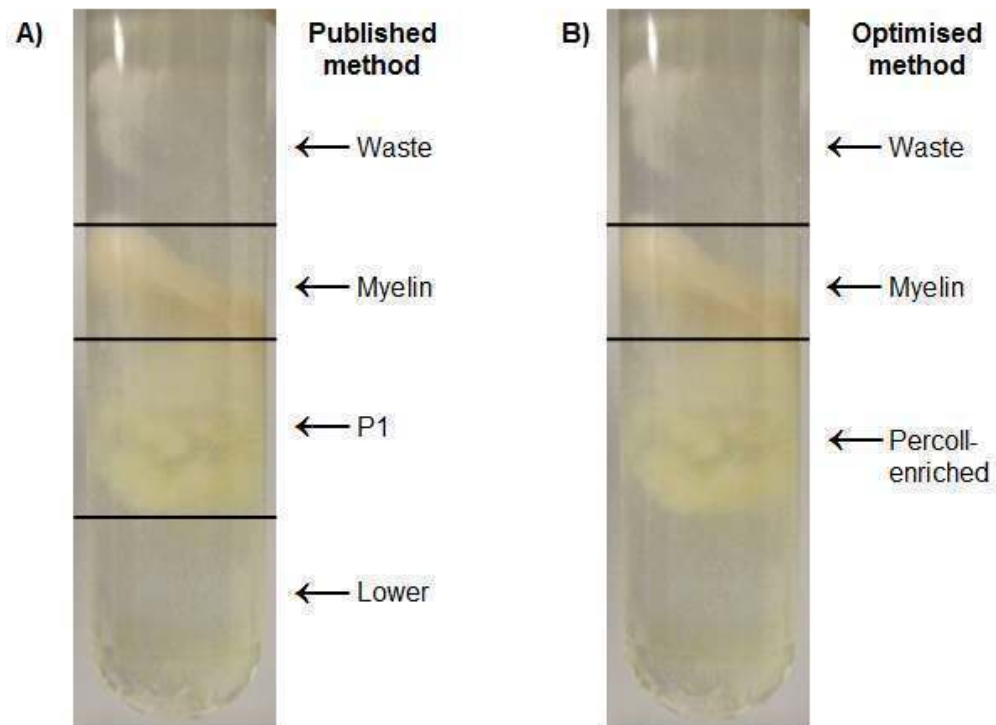 A)
Published
method
Waste
Myelin
P1
Lower
B)
Optimised
method
Waste
Myelin
Percoll-
enriched